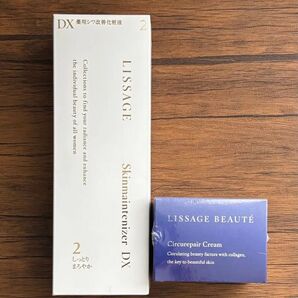 DX 薬用シワ改善化粧液 2
LISSAGE
Skinmaintenizer DX
Collections to find your radiance and enhance
the individual beauty of all women
2
しっとり
まろやか
LISSAGE BEAUTÉ
Circurepair Cream
Circulating beauty factors with collagen,
the key to beautiful skin